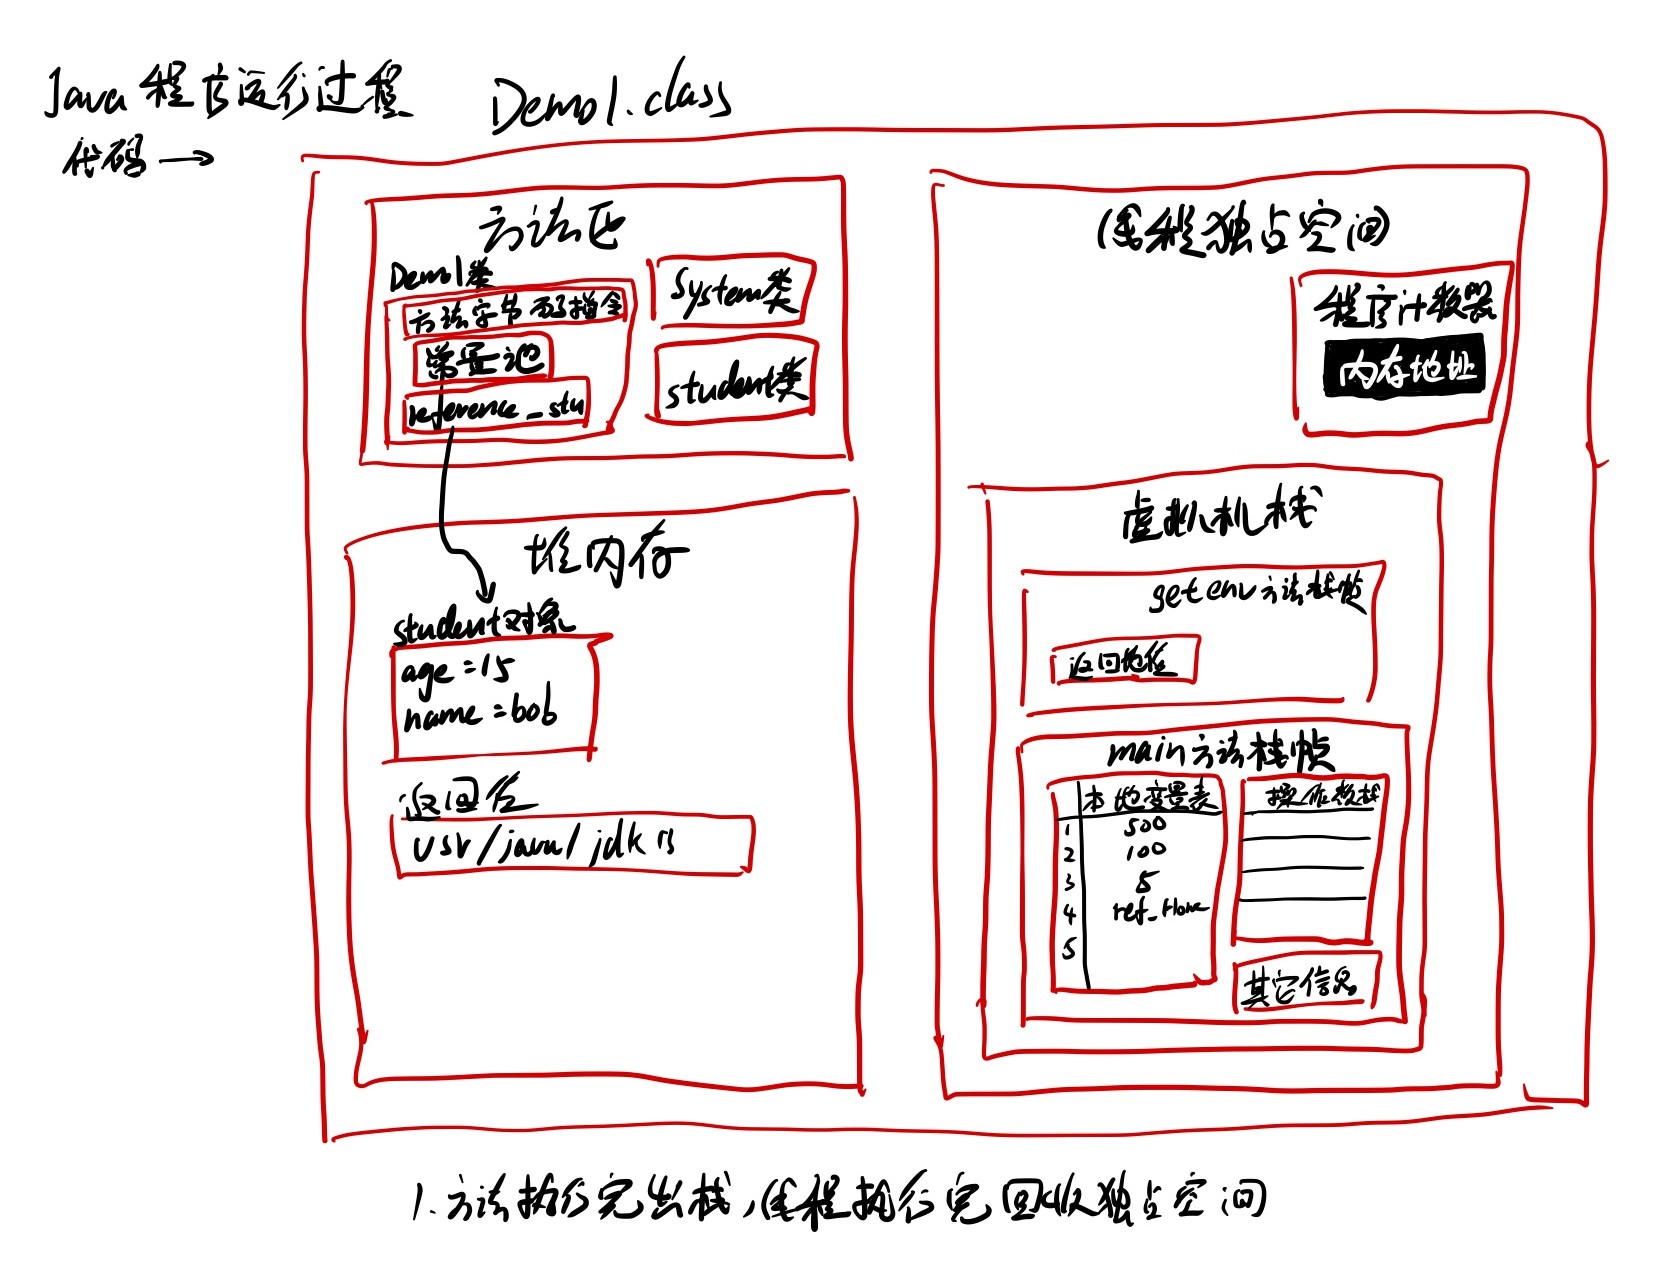 Java 程序运行过程
Demo1.class
代码→
方法区
Demo1类
方法字节码指令
常量池
reference_stu
System类
student类
堆内存
student对象
age=15
name=bob
返回值
usr/java/jdk
线程独占空间
程序计数器
内存地址
虚拟机栈
getenv方法栈帧
返回地位
main方法栈帧
本地变量表
1 500
2 100
3 5
4 ref_Home
5
操作数栈
其它信息
1.方法执行完出栈,线程执行完回收独占空间